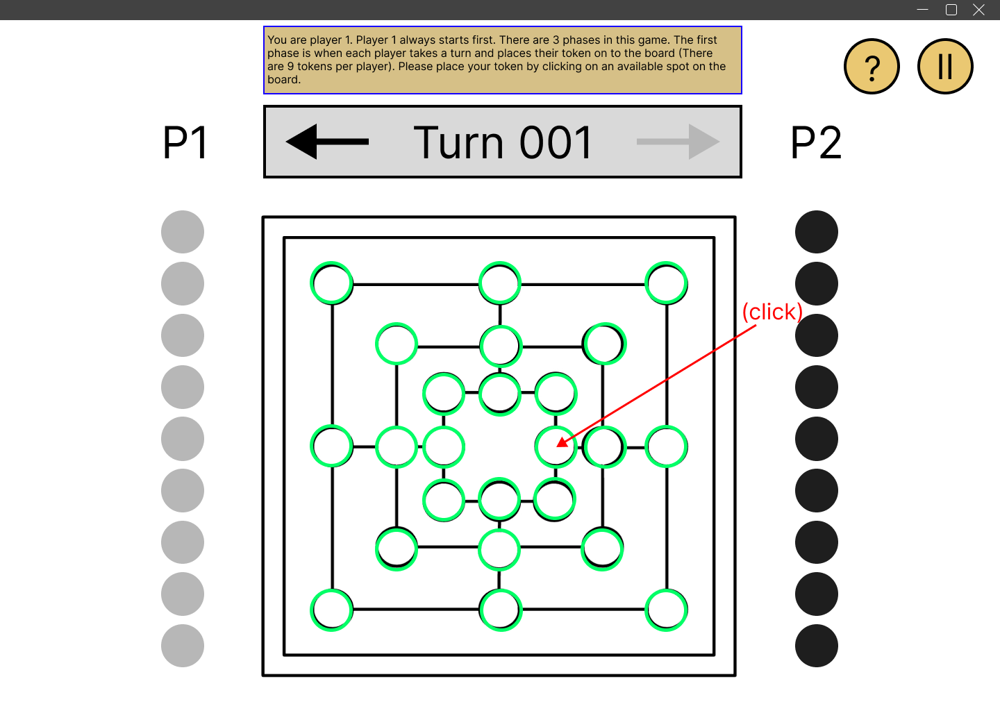 You are player 1. Player 1 always starts first. There are 3 phases in this game. The first
phase is when each player takes a turn and places their token on to the board (There
are 9 tokens per player). Please place your token by clicking on an available spot on the
board.
?
P1
Turn 001
P2
(click)